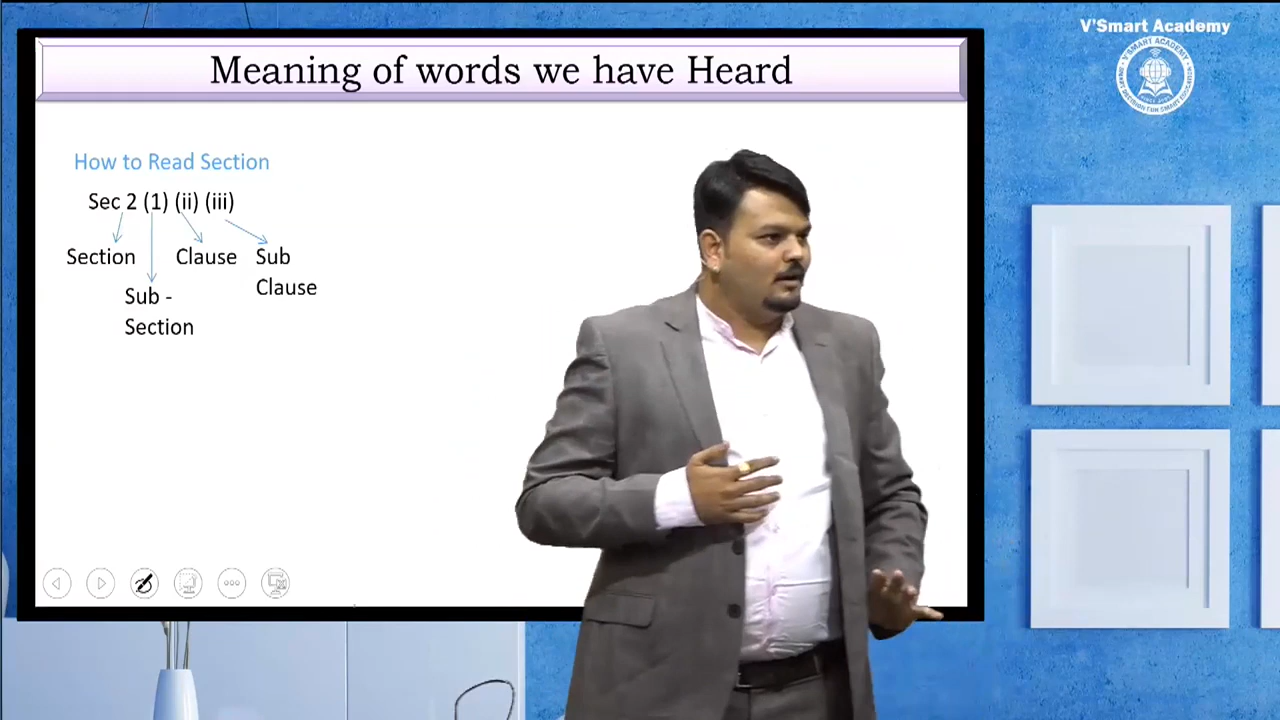 V'Smart Academy
Meaning of words we have Heard
How to Read Section
Sec 2 (1) (ii) (iii)
Section
Clause
Sub
Clause
Sub -
Section